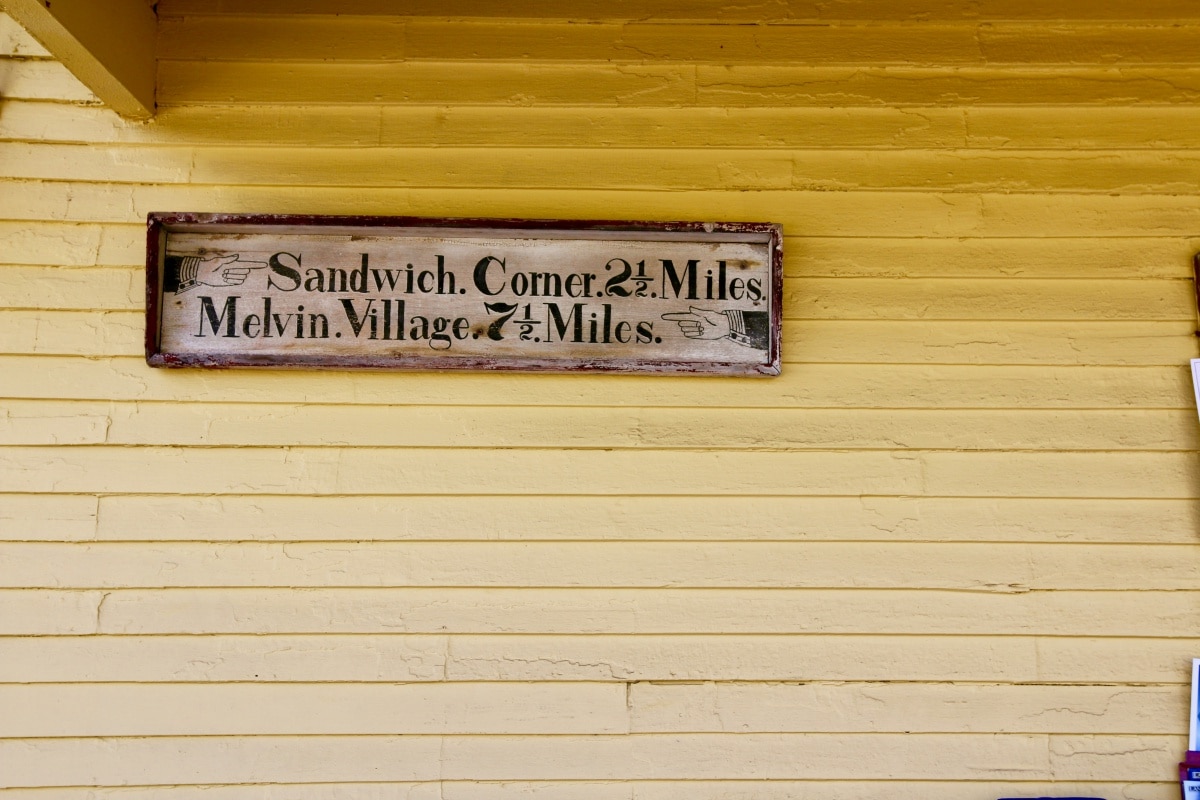 Sandwich. Corner. 2½. Miles.
Melvin. Village. 7½. Miles.